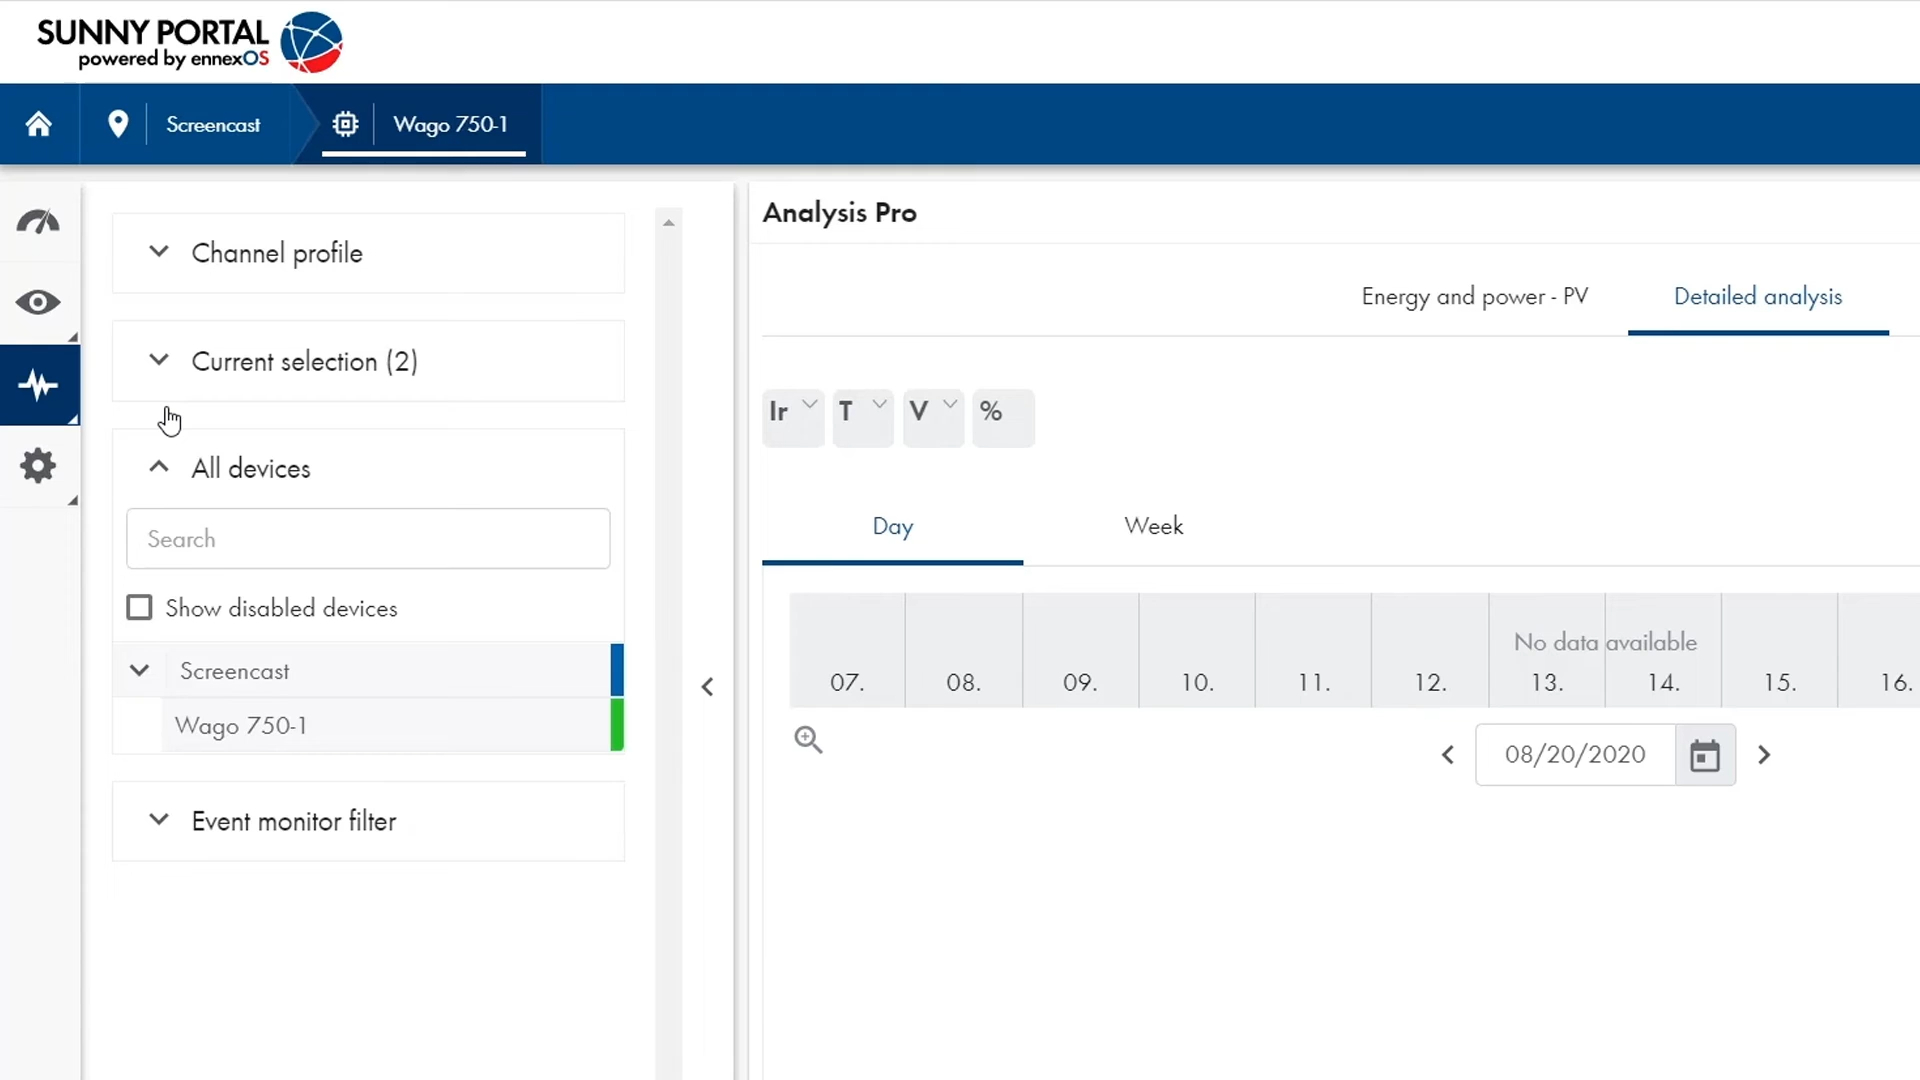 SUNNY PORTAL
powered by ennexOS
Screencast
Wago 750-1
Channel profile
Current selection (2)
All devices
Search
Show disabled devices
Screencast
Wago 750-1
Event monitor filter
Analysis Pro
Energy and power - PV
Detailed analysis
Ir
T
V
%
Day
Week
No data available
07. 08. 09. 10. 11. 12. 13. 14. 15. 16.
08/20/2020